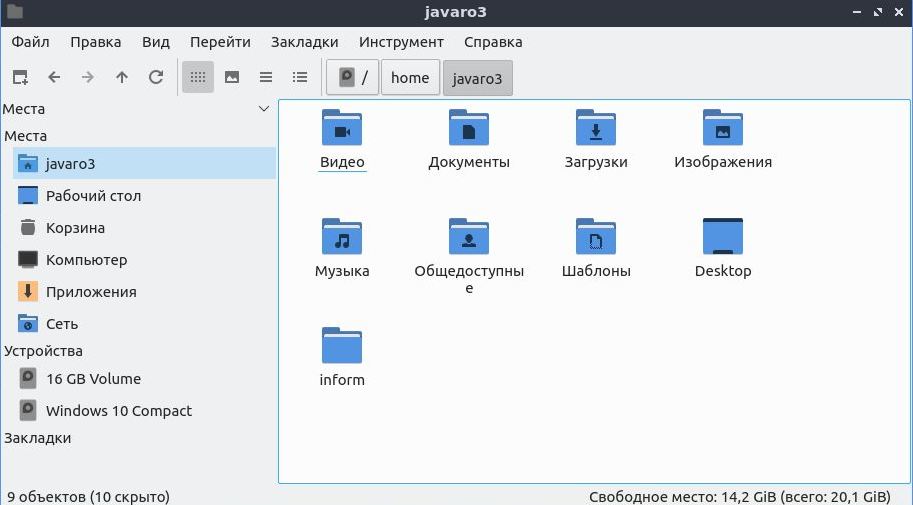 javaro3
Файл Правка Вид Перейти Закладки Инструмент Справка
/ home javaro3
Места
Места
javaro3
Рабочий стол
Корзина
Компьютер
Приложения
Сеть
Устройства
16 GB Volume
Windows 10 Compact
Закладки
Видео Документы Загрузки Изображения
Музыка Общедоступны Шаблоны Desktop
е
inform
9 объектов (10 скрыто) Свободное место: 14,2 GiB (всего: 20,1 GiB)